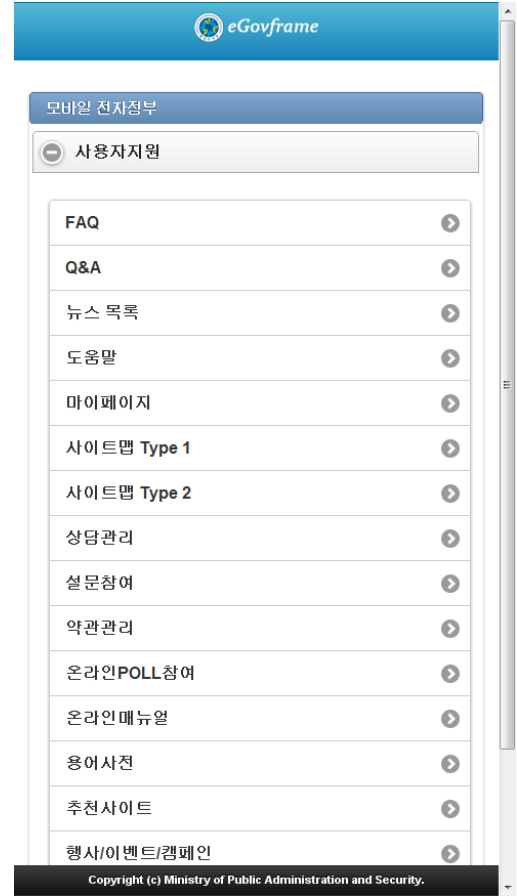 eGovframe
모바일 전자정부
사용자지원
FAQ
Q&A
뉴스 목록
도움말
마이페이지
사이트맵 Type 1
사이트맵 Type 2
상담관리
설문참여
약관관리
온라인POLL참여
온라인매뉴얼
용어사전
추천사이트
행사/이벤트/캠페인
Copyright (c) Ministry of Public Administration and Security.